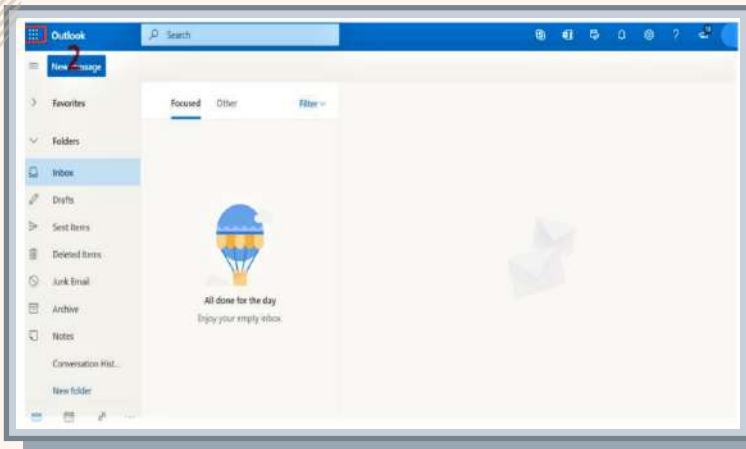 Outlook
Search
?
2
New message
Favorites
Focused Other Filter
Folders
Inbox
Drafts
Sent Items
Deleted Items
Junk Email
Archive
All done for the day
Enjoy your empty inbox.
Notes
Conversation Hist...
New folder
...